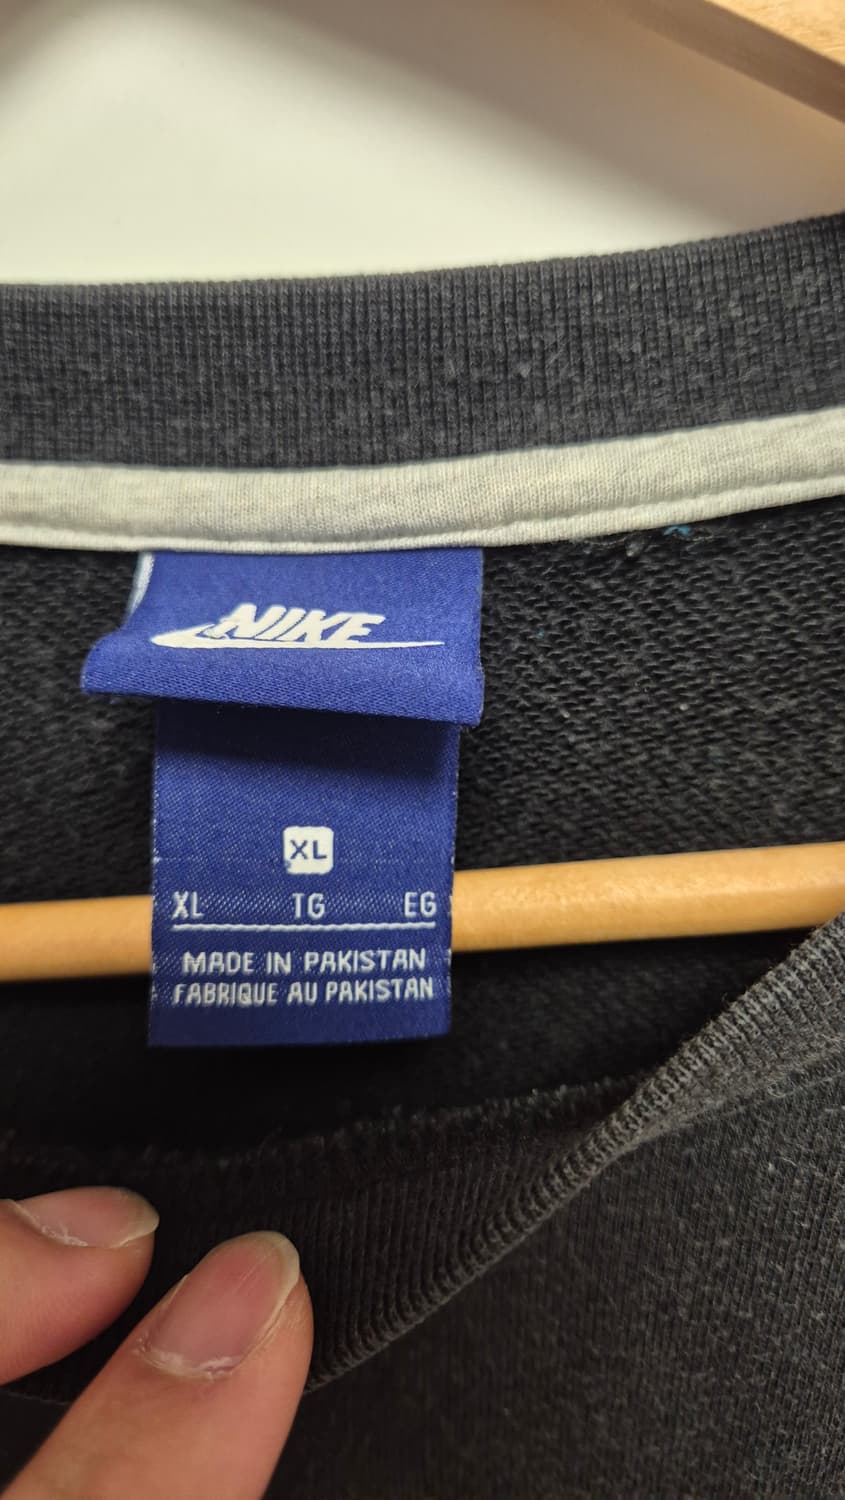 NIKE
XL
XL TG EG
MADE IN PAKISTAN
FABRIQUE AU PAKISTAN